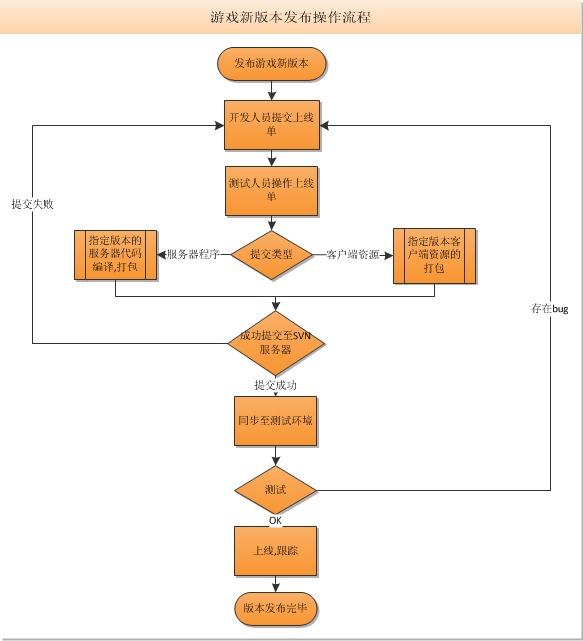 游戏新版本发布操作流程
发布游戏新版本
开发人员提交上线
单
测试人员操作上线
单
提交失败
指定版本的
服务器代码
编译,打包
服务器程序
提交类型
客户端资源
指定版本客
户端资源的
打包
存在bug
成功提交至SVN
服务器
提交成功
同步至测试环境
测试
OK
上线,跟踪
版本发布完毕